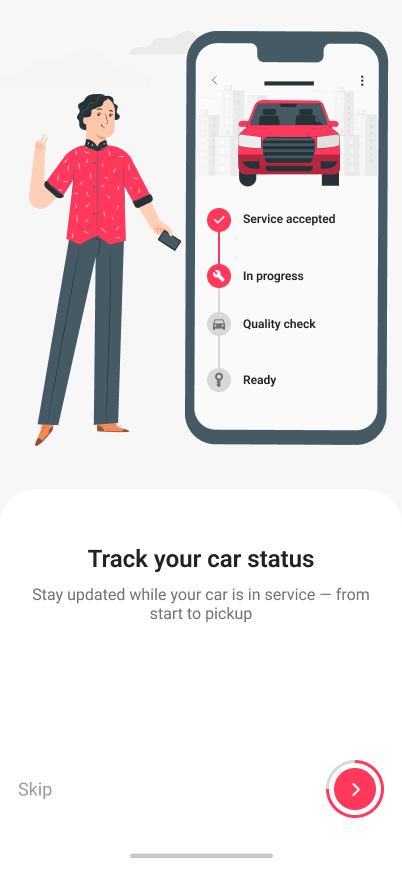 Service accepted
In progress
Quality check
Ready
Track your car status
Stay updated while your car is in service — from
start to pickup
Skip